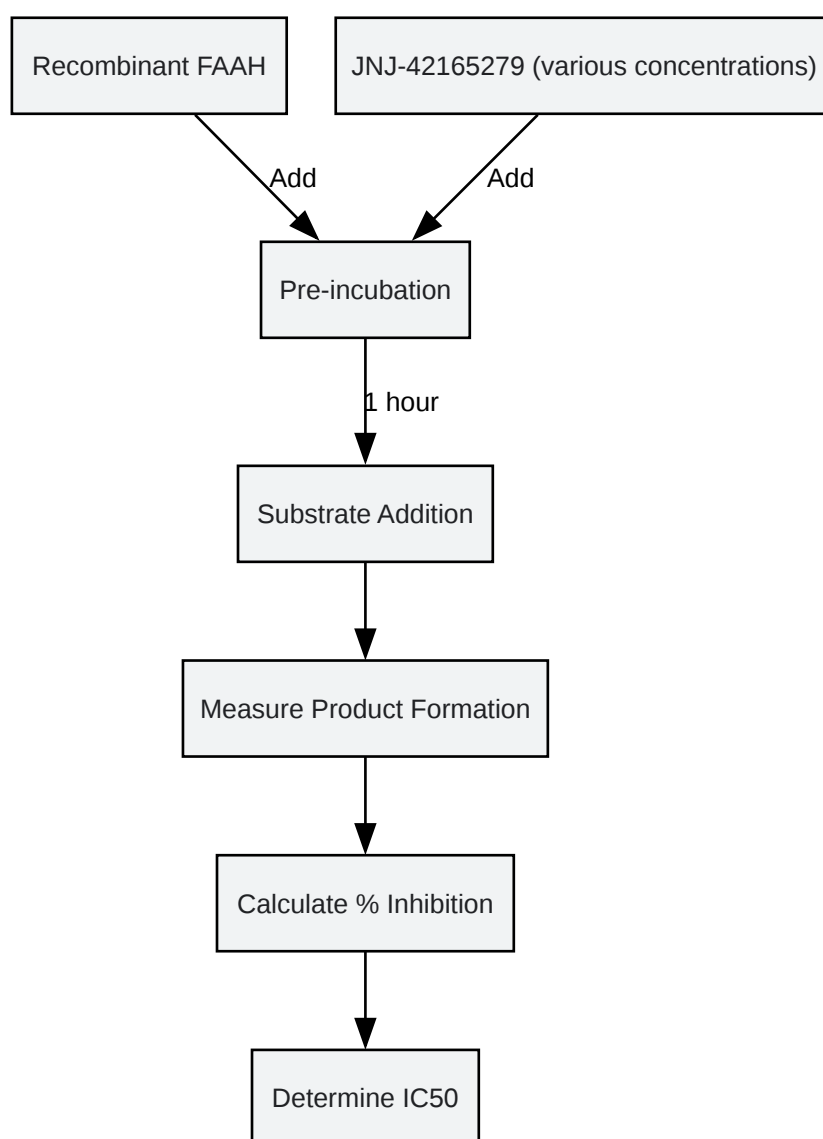 Recombinant FAAH
JNJ-42165279 (various concentrations)
Add
Add
Pre-incubation
1 hour
Substrate Addition
Measure Product Formation
Calculate % Inhibition
Determine IC50